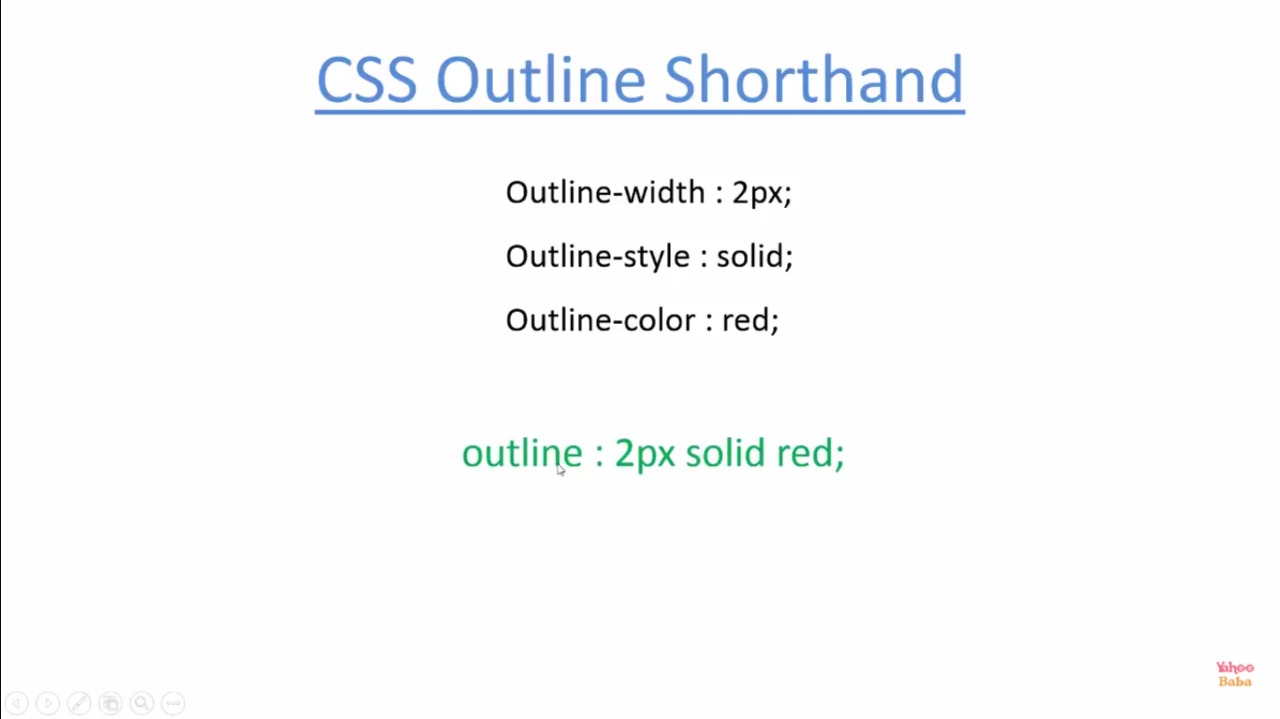 CSS Outline Shorthand
Outline-width : 2px;
Outline-style : solid;
Outline-color : red;
outline : 2px solid red;
Yahoo
Baba